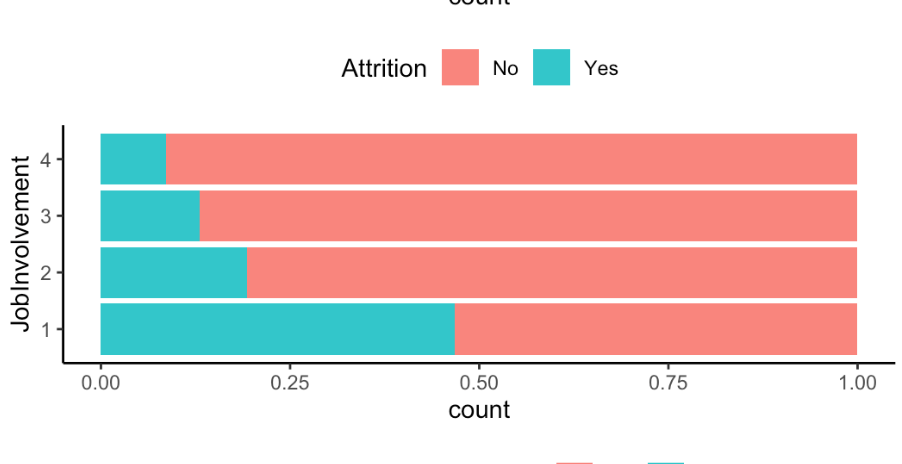 count
Attrition No Yes
JobInvolvement
4
3
2
1
0.00 0.25 0.50 0.75 1.00
count